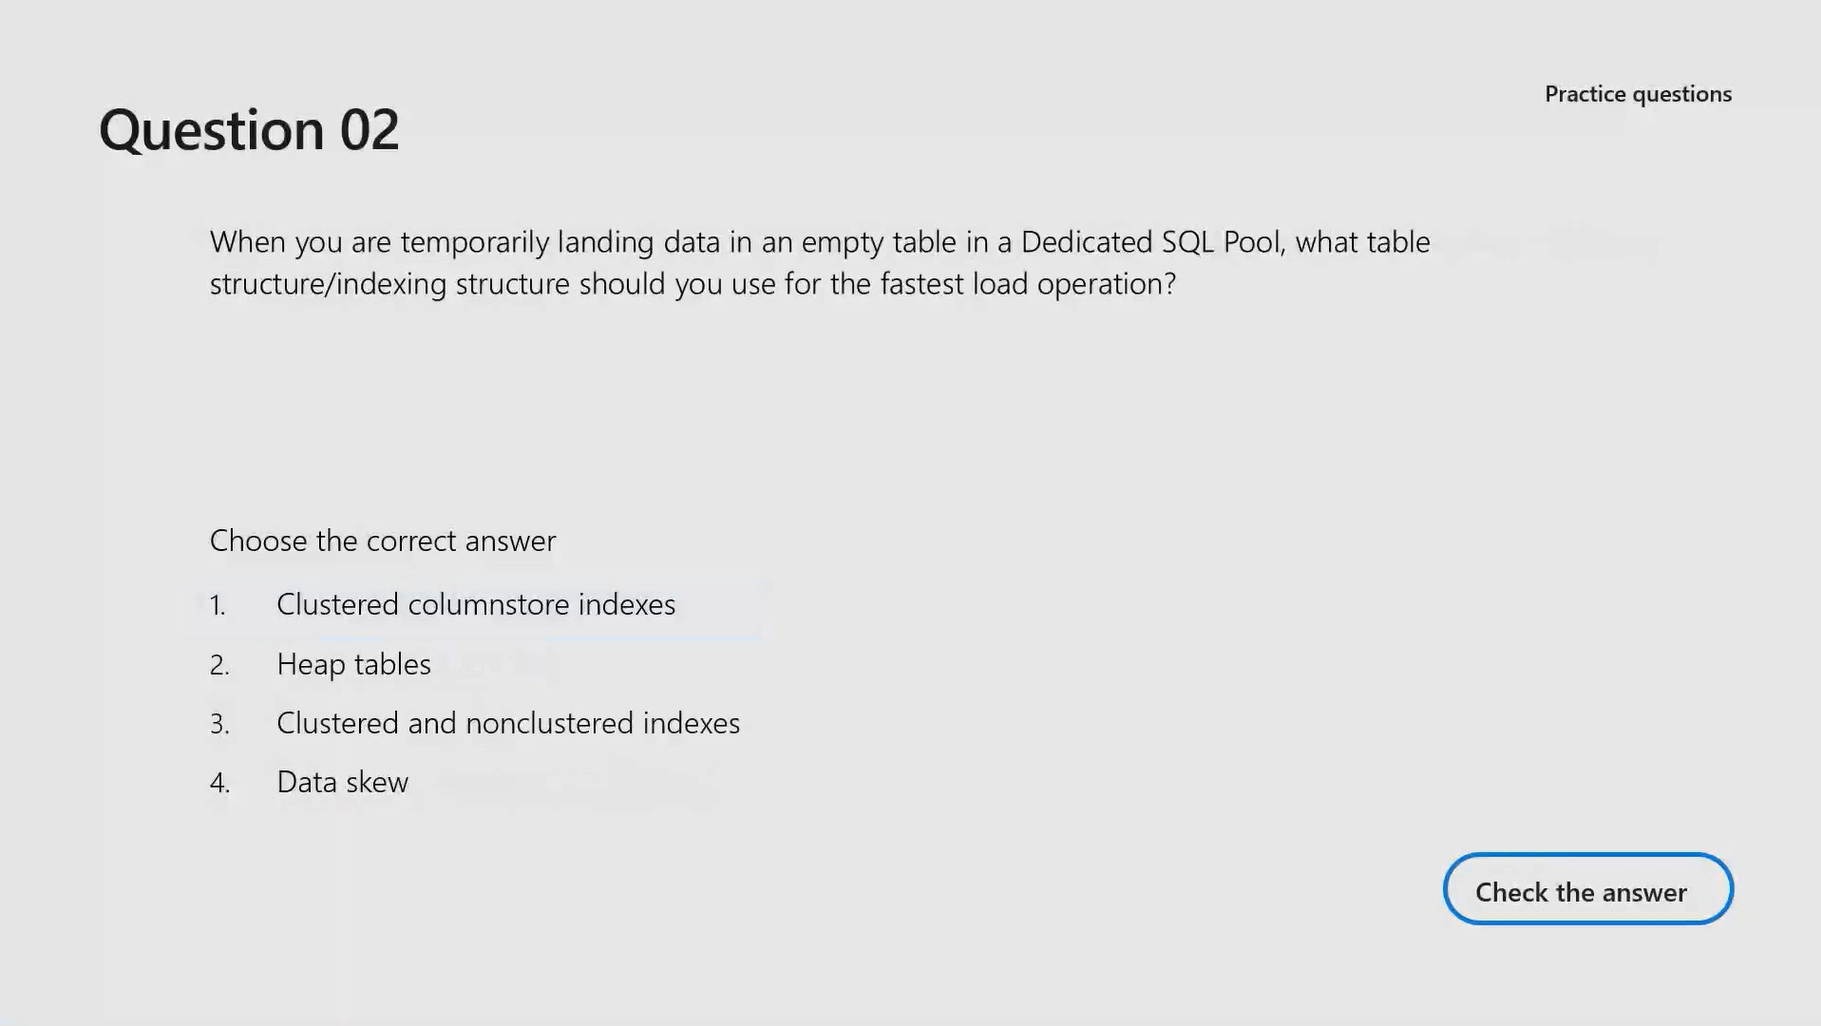 Practice questions
Question 02
When you are temporarily landing data in an empty table in a Dedicated SQL Pool, what table
structure/indexing structure should you use for the fastest load operation?
Choose the correct answer
1. Clustered columnstore indexes
2. Heap tables
3. Clustered and nonclustered indexes
4. Data skew
Check the answer